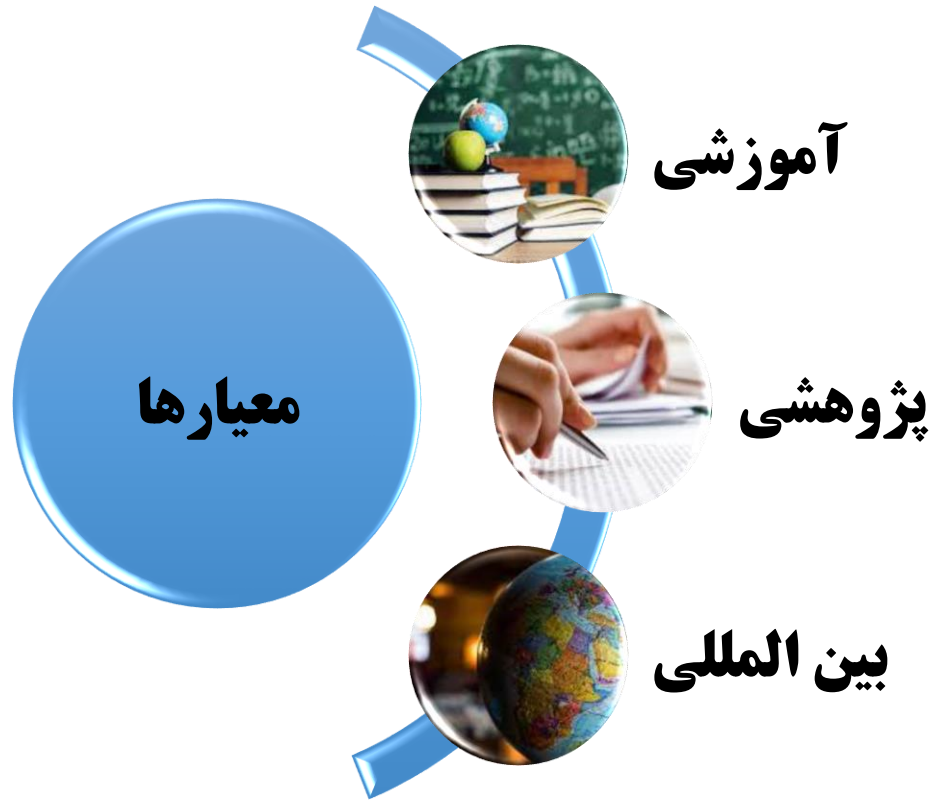 معیارها
آموزشی
پژوهشی
بین المللی